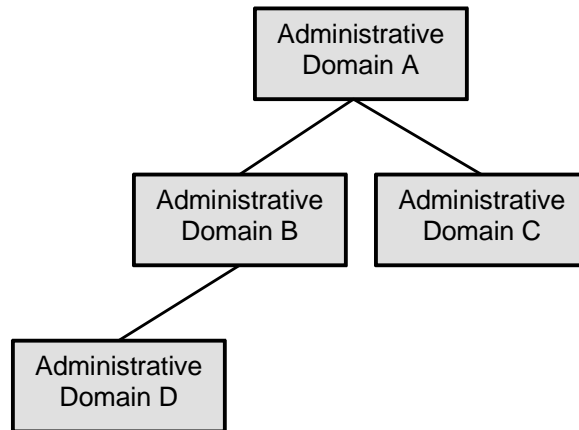 Administrative
Domain A
Administrative
Domain B
Administrative
Domain C
Administrative
Domain D